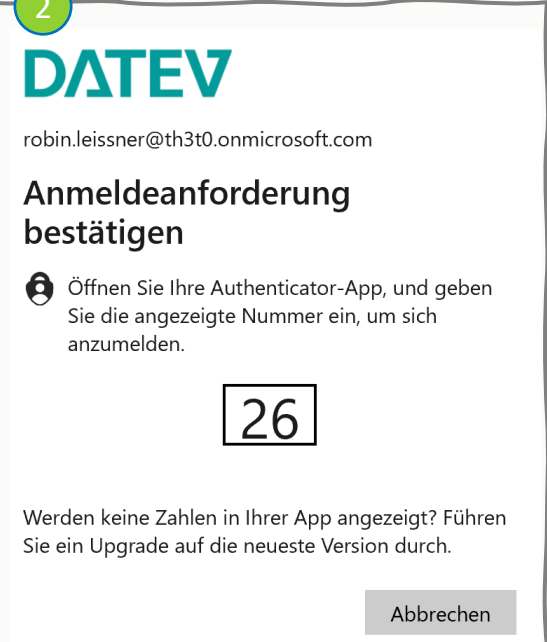 2
DATEV
robin.leissner@th3t0.onmicrosoft.com
Anmeldeanforderung
bestätigen
Öffnen Sie Ihre Authenticator-App, und geben
Sie die angezeigte Nummer ein, um sich
anzumelden.
26
Werden keine Zahlen in Ihrer App angezeigt? Führen
Sie ein Upgrade auf die neueste Version durch.
Abbrechen